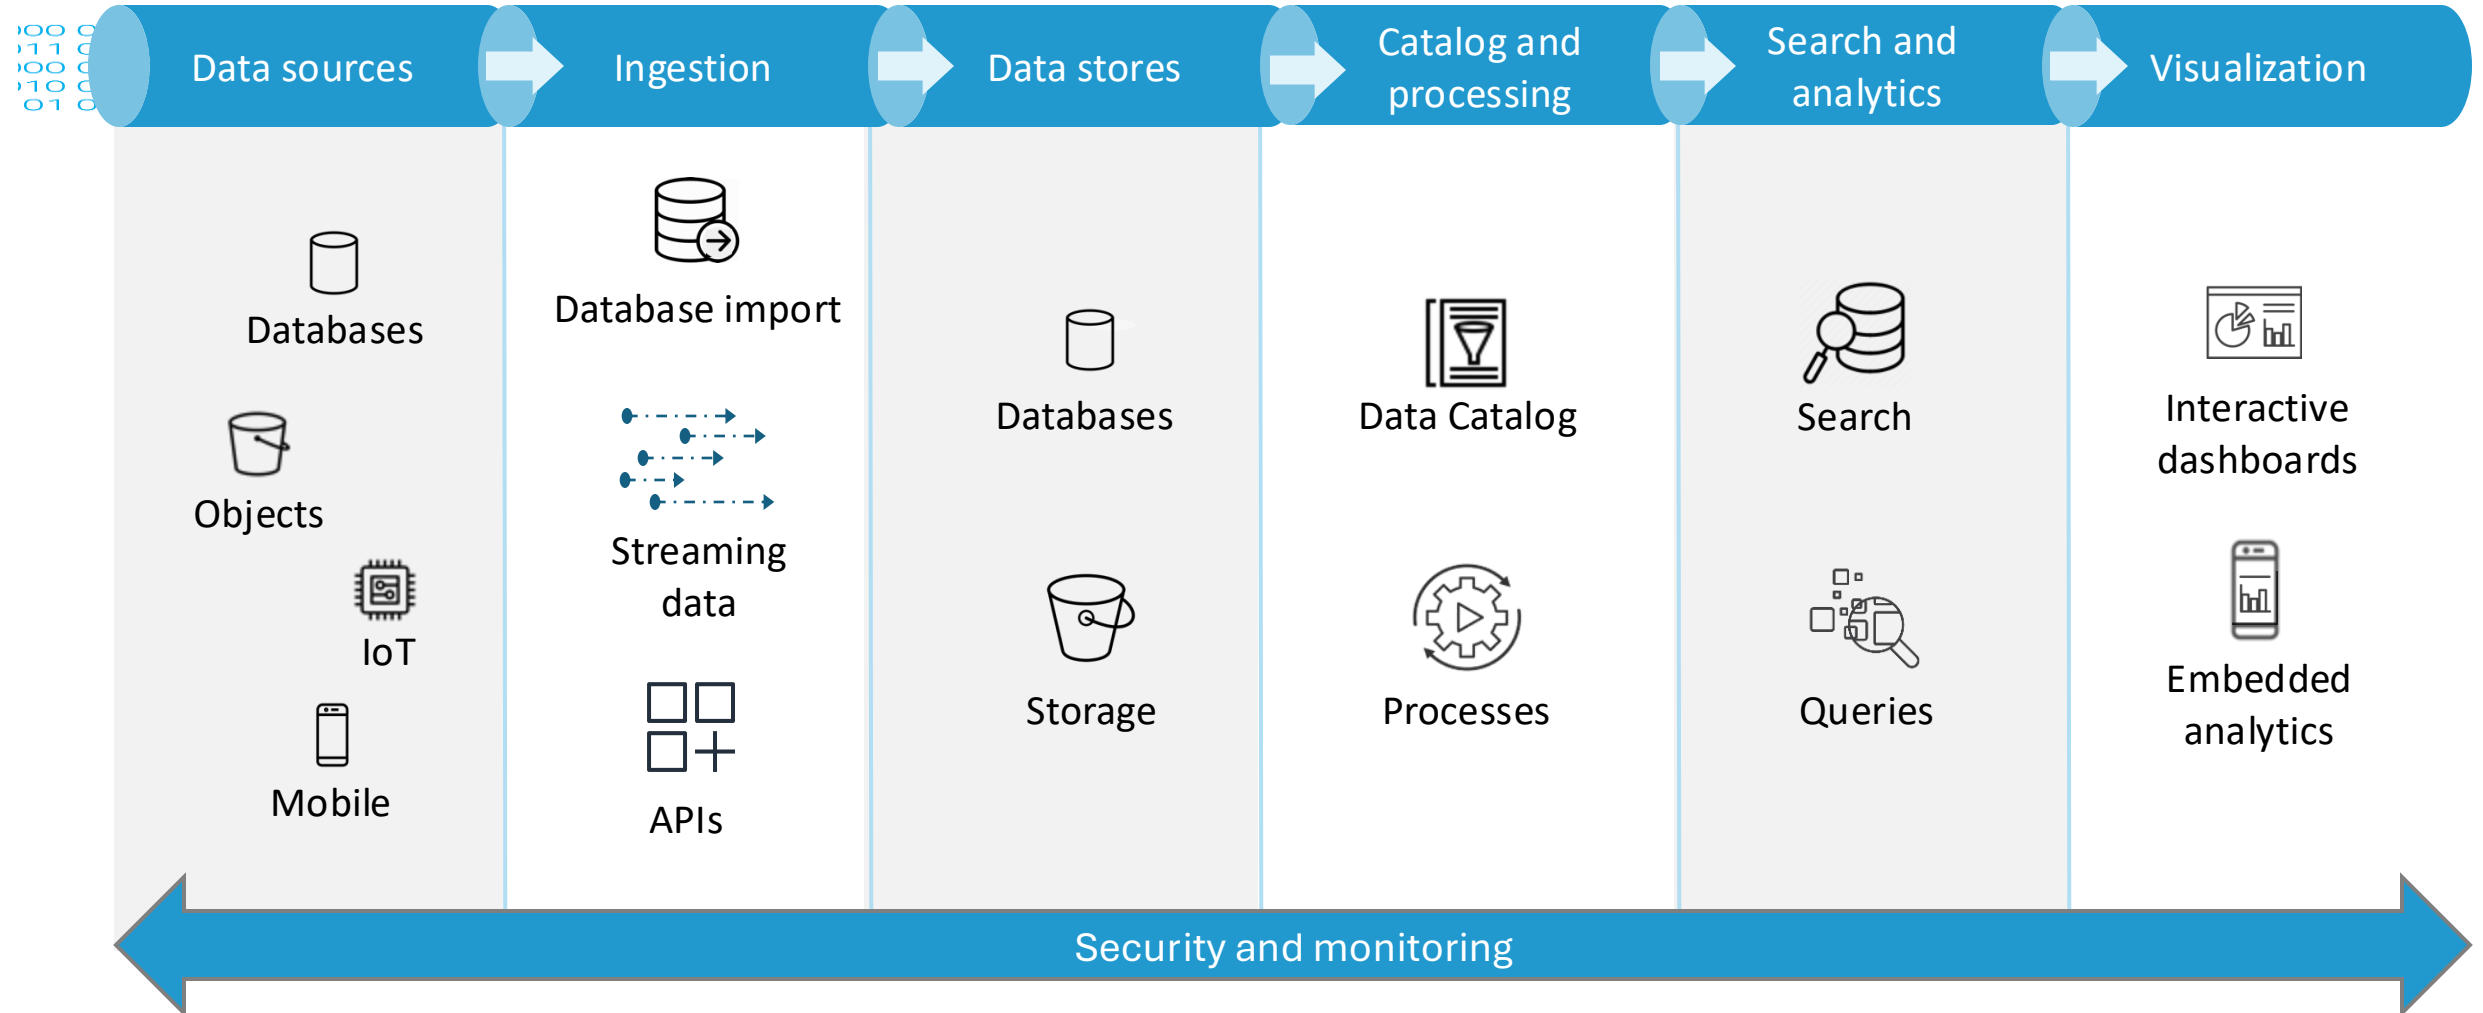 Data sources
Ingestion
Data stores
Catalog and
processing
Search and
analytics
Visualization
Databases
Objects
IoT
Mobile
Database import
Streaming
data
APIs
Databases
Storage
Data Catalog
Processes
Search
Queries
Interactive
dashboards
Embedded
analytics
Security and monitoring